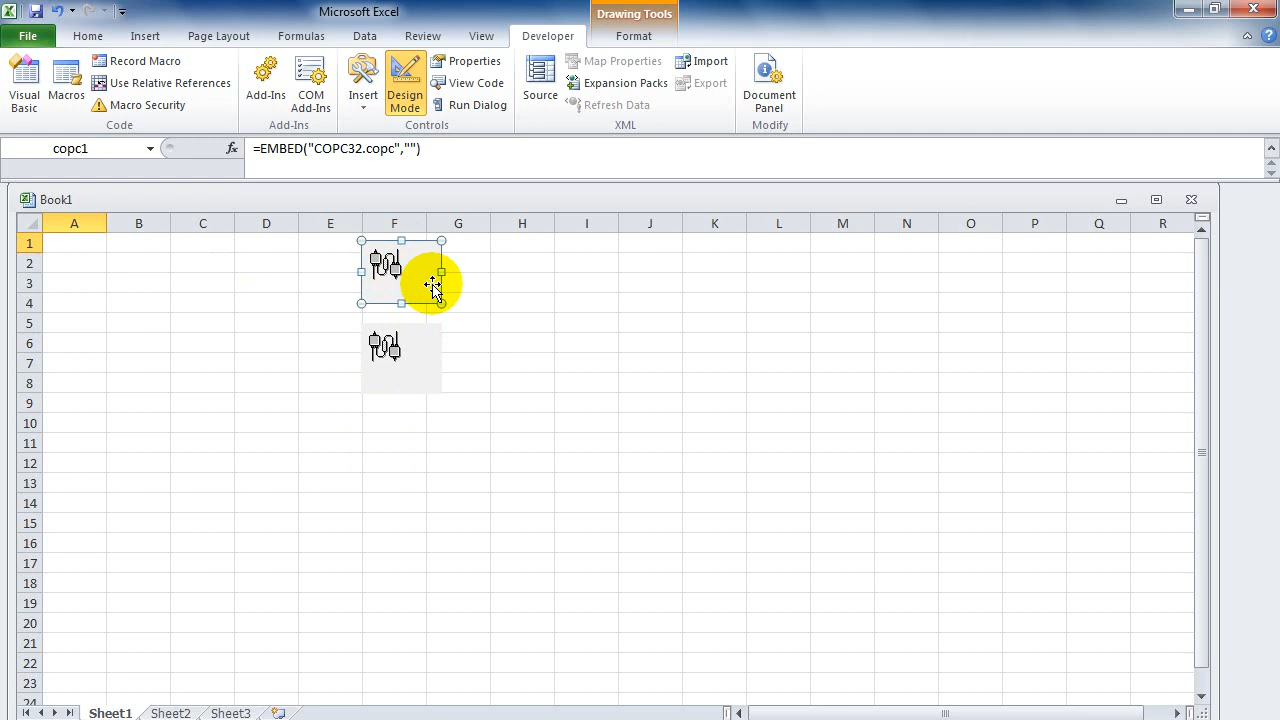 Microsoft Excel
Drawing Tools
File Home Insert Page Layout Formulas Data Review View Developer Format
Visual Basic
Macros
Record Macro
Use Relative References
Macro Security
Code
Add-Ins
COM Add-Ins
Add-Ins
Insert
Design Mode
Properties
View Code
Run Dialog
Controls
Source
Map Properties
Expansion Packs
Refresh Data
Import
Export
XML
Document Panel
Modify
copc1
fx
=EMBED("COPC32.copc","")
Book1
A B C D E F G H I J K L M N O P Q R
1
2
3
4
5
6
7
8
9
10
11
12
13
14
15
16
17
18
19
20
21
22
23
24
Sheet1 Sheet2 Sheet3